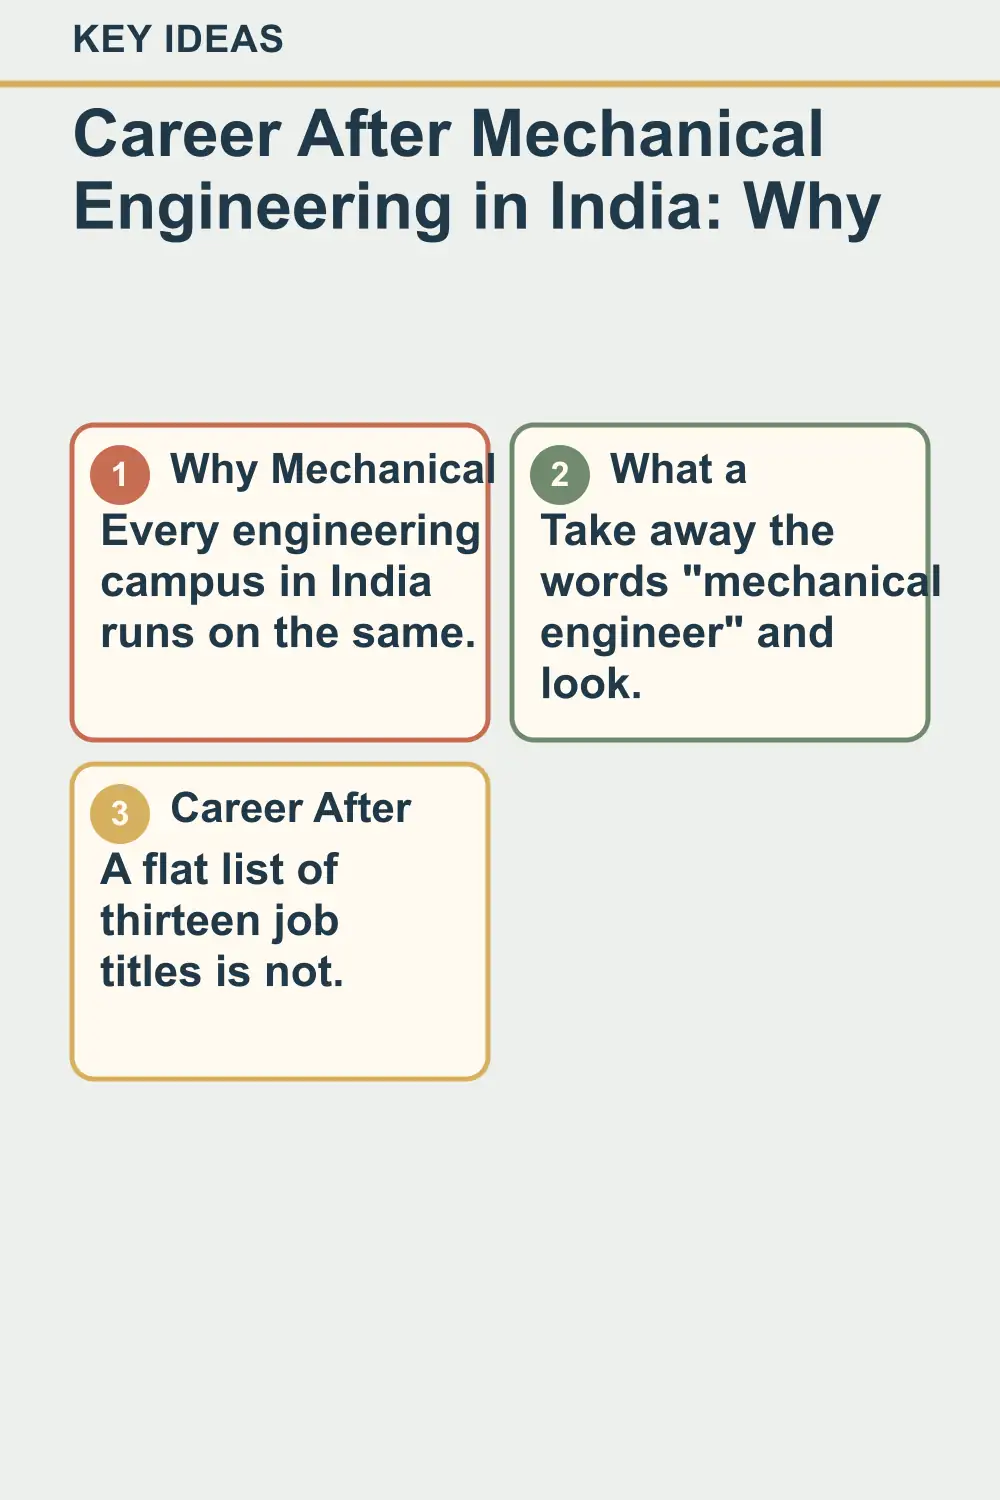 KEY IDEAS
Career After Mechanical
Engineering in India: Why
1 Why Mechanical
Every engineering
campus in India
runs on the same.
2 What a
Take away the
words "mechanical
engineer" and
look.
3 Career After
A flat list of
thirteen job
titles is not.